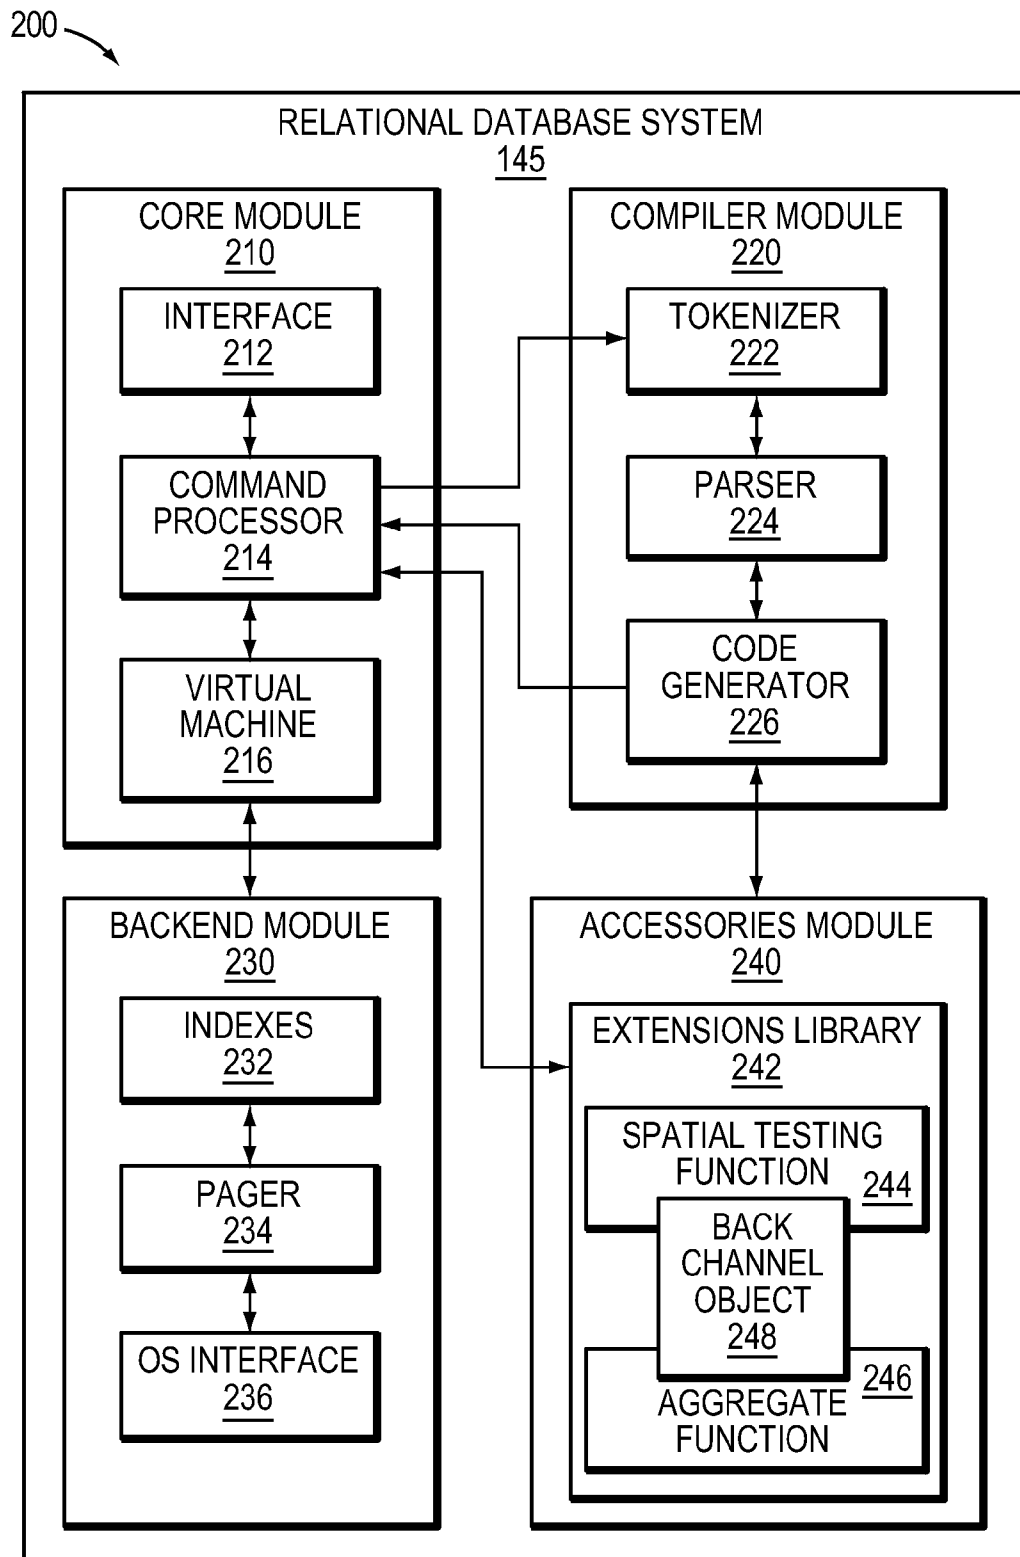 200
RELATIONAL DATABASE SYSTEM
145
CORE MODULE
210
INTERFACE
212
COMMAND
PROCESSOR
214
VIRTUAL
MACHINE
216
COMPILER MODULE
220
TOKENIZER
222
PARSER
224
CODE
GENERATOR
226
BACKEND MODULE
230
INDEXES
232
PAGER
234
OS INTERFACE
236
ACCESSORIES MODULE
240
EXTENSIONS LIBRARY
242
SPATIAL TESTING
FUNCTION
244
BACK
CHANNEL
OBJECT
248
246
AGGREGATE
FUNCTION